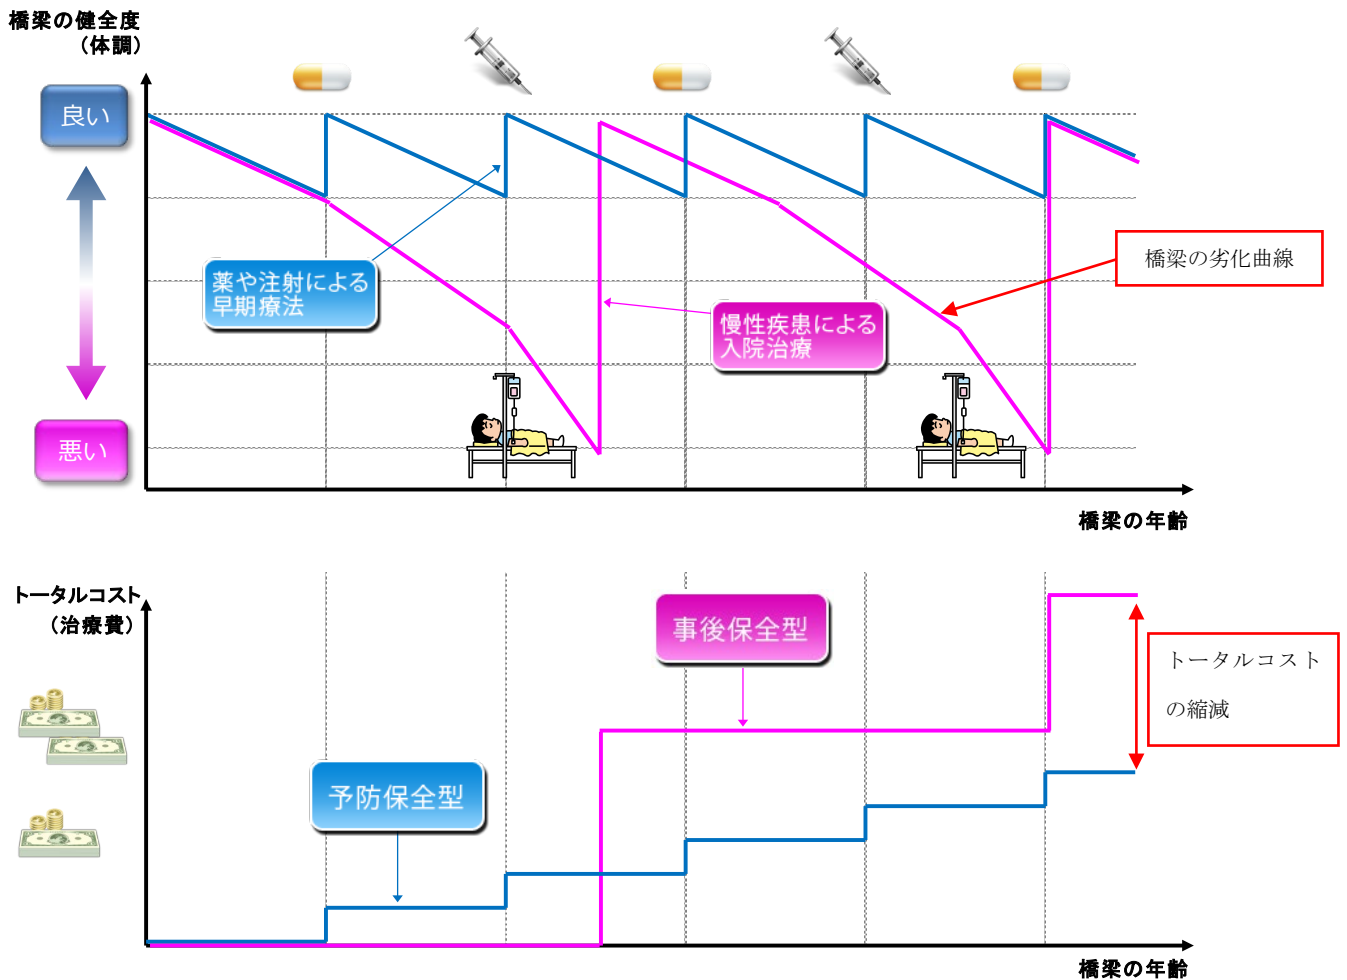 橋梁の健全度
（体調）
良い
薬や注射による
早期療法
橋梁の劣化曲線
慢性疾患による
入院治療
悪い
橋梁の年齢
トータルコスト
（治療費）
事後保全型
トータルコスト
の縮減
予防保全型
橋梁の年齢